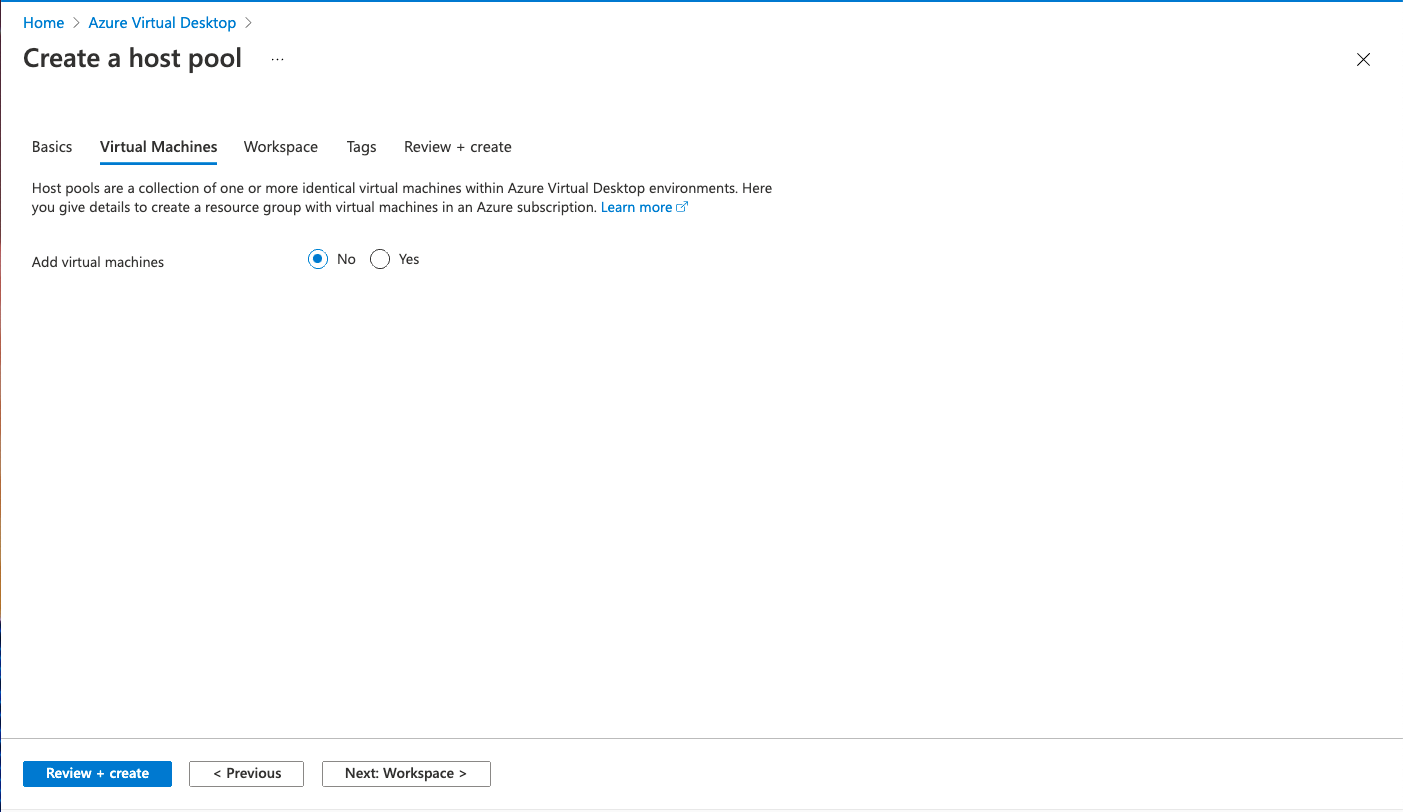 Home > Azure Virtual Desktop >
Create a host pool ...
Basics Virtual Machines Workspace Tags Review + create
Host pools are a collection of one or more identical virtual machines within Azure Virtual Desktop environments. Here
you give details to create a resource group with virtual machines in an Azure subscription. Learn more
Add virtual machines No Yes
Review + create < Previous Next: Workspace >